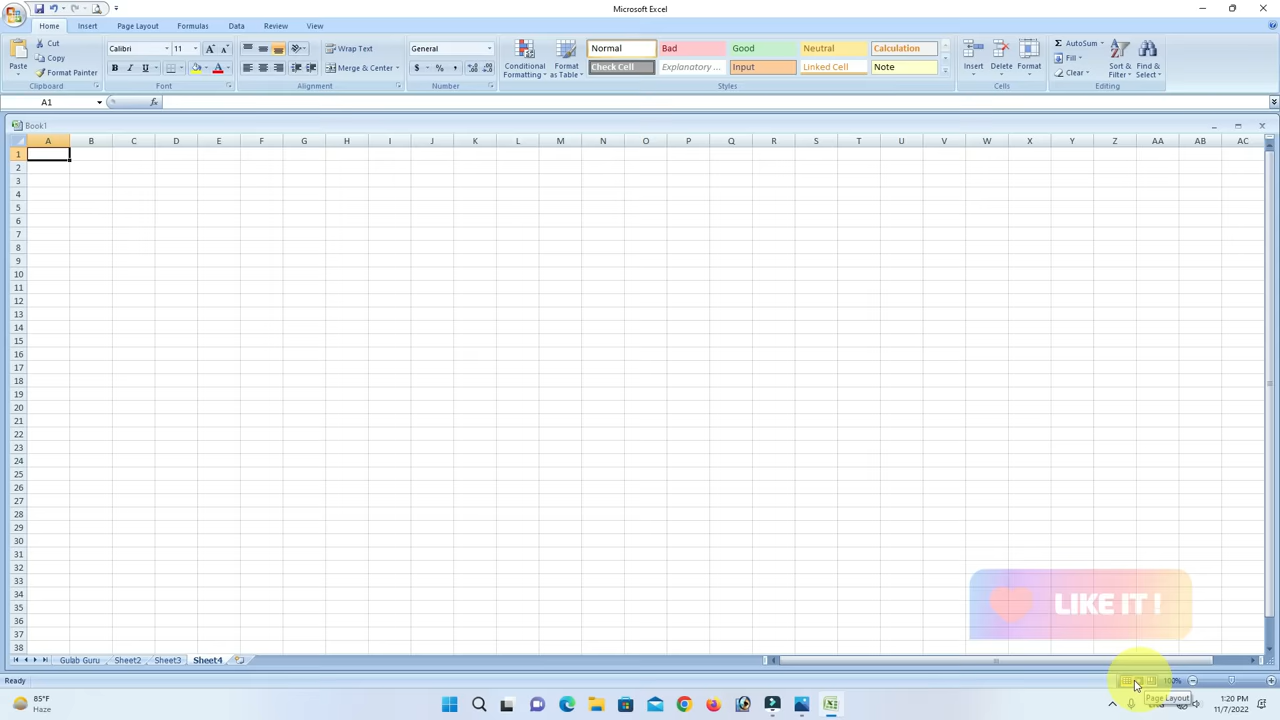 Microsoft Excel
Home Insert Page Layout Formulas Data Review View
Paste
Cut
Copy
Format Painter
Clipboard
Calibri 11
B I U
Font
Wrap Text
Merge & Center
Alignment
General
$ % ,
Number
Conditional Formatting
Format as Table
Normal Bad Good Neutral Calculation
Check Cell Explanatory ... Input Linked Cell Note
Styles
Insert Delete Format
Cells
Σ AutoSum
Fill
Clear
Sort & Filter
Find & Select
Editing
A1 fx
Book1
A B C D E F G H I J K L M N O P Q R S T U V W X Y Z AA AB AC
1
2
3
4
5
6
7
8
9
10
11
12
13
14
15
16
17
18
19
20
21
22
23
24
25
26
27
28
29
30
31
32
33
34
35
36
37
38
LIKE IT !
Gulab Guru Sheet2 Sheet3 Sheet4
Ready 100%
Page Layout
85°F
Haze
1:20 PM
11/7/2022